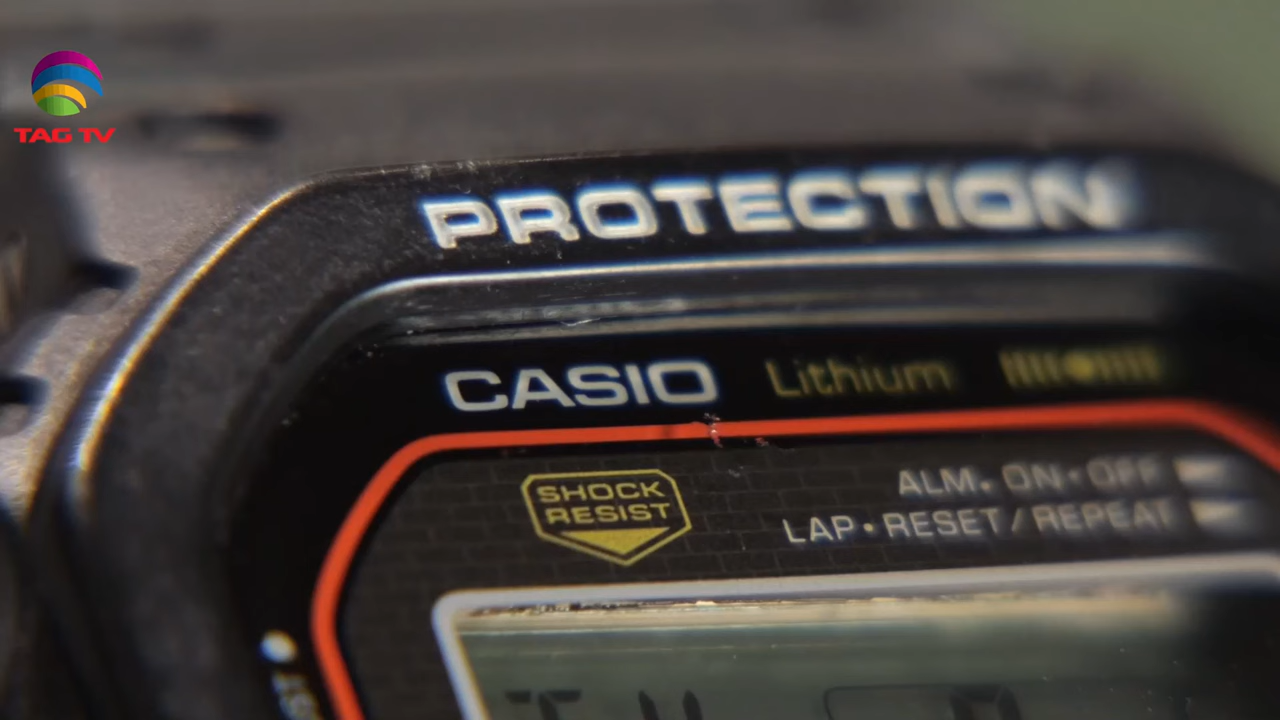 TAG TV
PROTECTION
CASIO Lithium
SHOCK
RESIST
ALM. ON·OFF
LAP·RESET/REPEAT